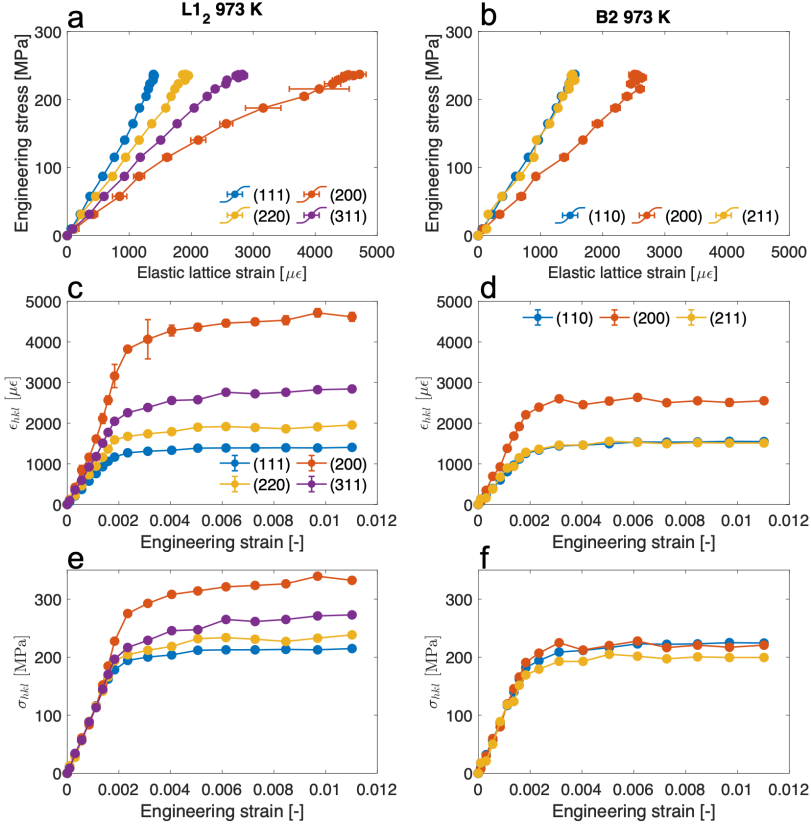 a
L1₂ 973 K
Engineering stress [MPa]
300
200
100
0
(111) (200)
(220) (311)
0 1000 2000 3000 4000 5000
Elastic lattice strain [με]
b
B2 973 K
Engineering stress [MPa]
300
200
100
0
(110) (200) (211)
0 1000 2000 3000 4000 5000
Elastic lattice strain [με]
c
ϵhkl [με]
5000
4000
3000
2000
1000
0
(111) (200)
(220) (311)
0 0.002 0.004 0.006 0.008 0.01 0.012
Engineering strain [-]
d
ϵhkl [με]
5000
4000
3000
2000
1000
0
(110) (200) (211)
0 0.002 0.004 0.006 0.008 0.01 0.012
Engineering strain [-]
e
σhkl [MPa]
300
200
100
0
0 0.002 0.004 0.006 0.008 0.01 0.012
Engineering strain [-]
f
σhkl [MPa]
300
200
100
0
0 0.002 0.004 0.006 0.008 0.01 0.012
Engineering strain [-]